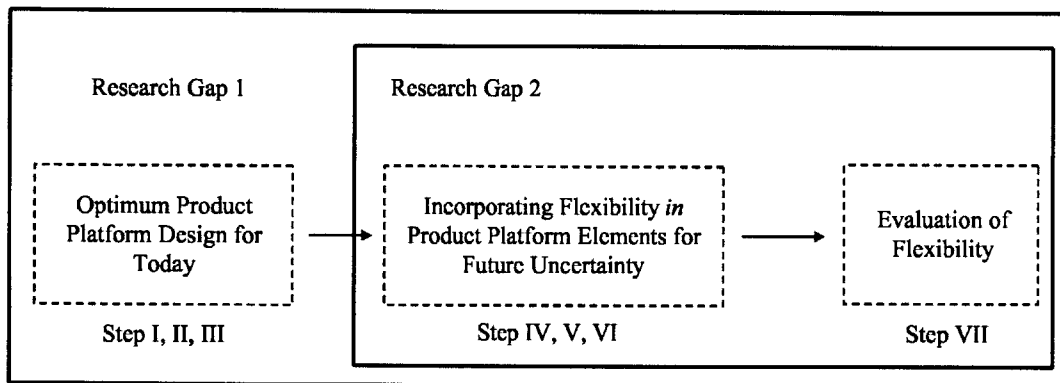 Research Gap 1
Research Gap 2
Optimum Product
Platform Design for
Today
Incorporating Flexibility in
Product Platform Elements for
Future Uncertainty
Evaluation of
Flexibility
Step I, II, III
Step IV, V, VI
Step VII